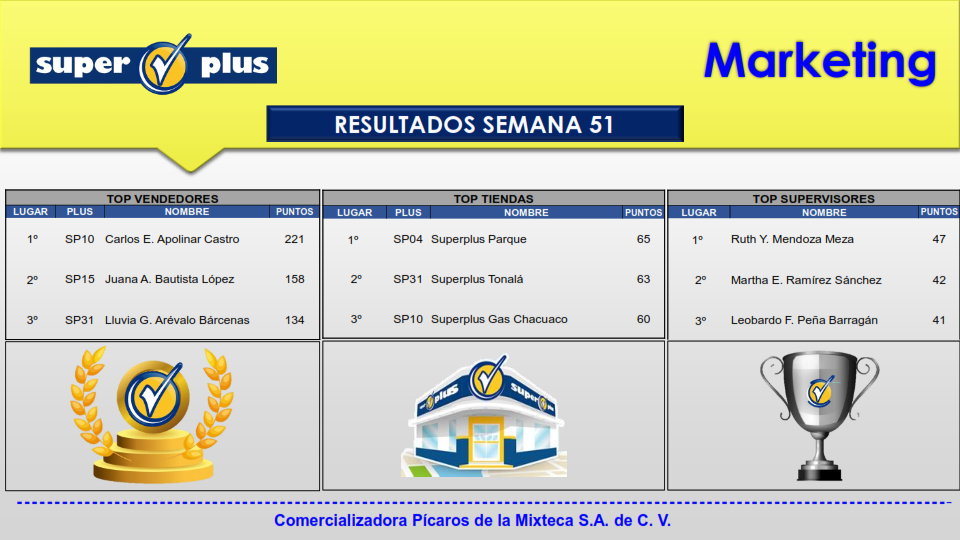 super plus
Marketing
RESULTADOS SEMANA 51
TOP VENDEDORES
LUGAR PLUS NOMBRE PUNTOS
1º SP10 Carlos E. Apolinar Castro 221
2º SP15 Juana A. Bautista López 158
3º SP31 Lluvia G. Arévalo Bárcenas 134
TOP TIENDAS
LUGAR PLUS NOMBRE PUNTOS
1º SP04 Superplus Parque 65
2º SP31 Superplus Tonalá 63
3º SP10 Superplus Gas Chacuaco 60
TOP SUPERVISORES
LUGAR NOMBRE PUNTOS
1º Ruth Y. Mendoza Meza 47
2º Martha E. Ramírez Sánchez 42
3º Leobardo F. Peña Barragán 41
plus super
Comercializadora Pícaros de la Mixteca S.A. de C. V.